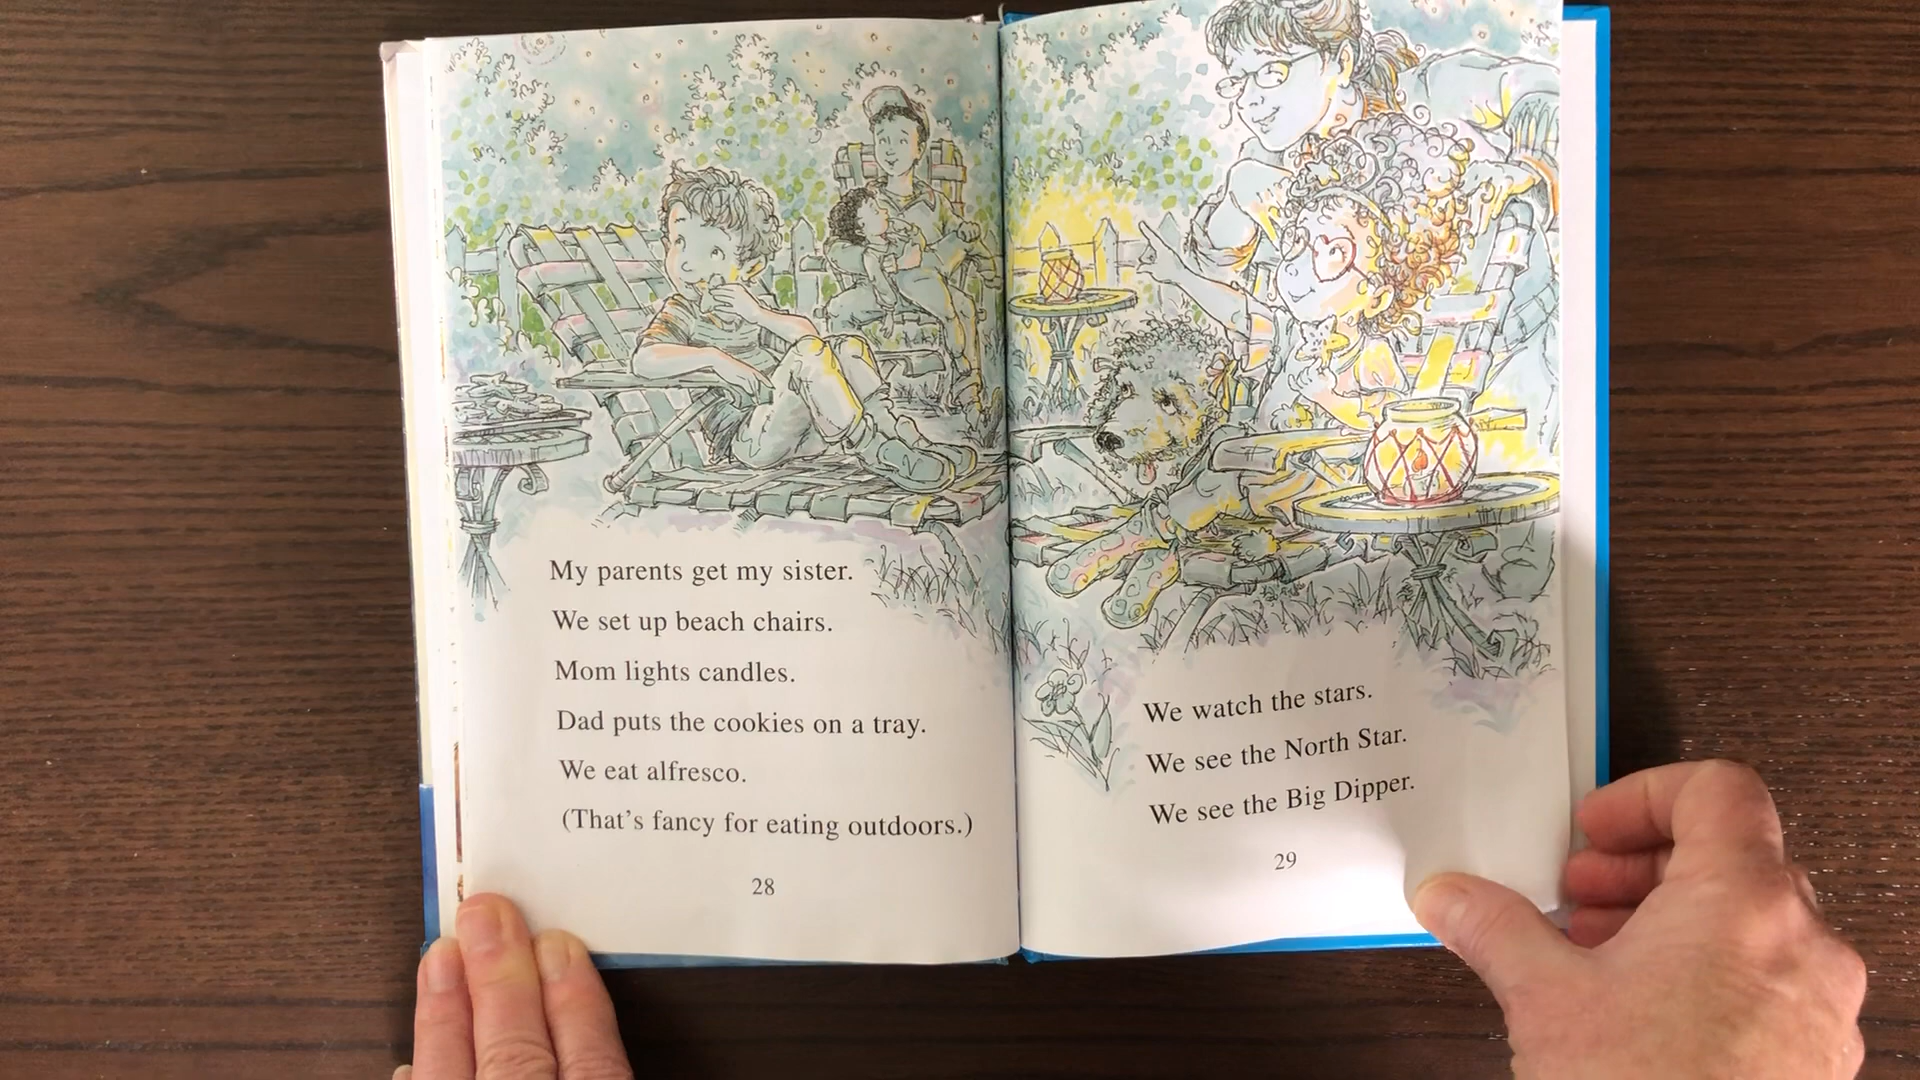 My parents get my sister.
We set up beach chairs.
Mom lights candles.
Dad puts the cookies on a tray.
We eat alfresco.
(That's fancy for eating outdoors.)
28
We watch the stars.
We see the North Star.
We see the Big Dipper.
29